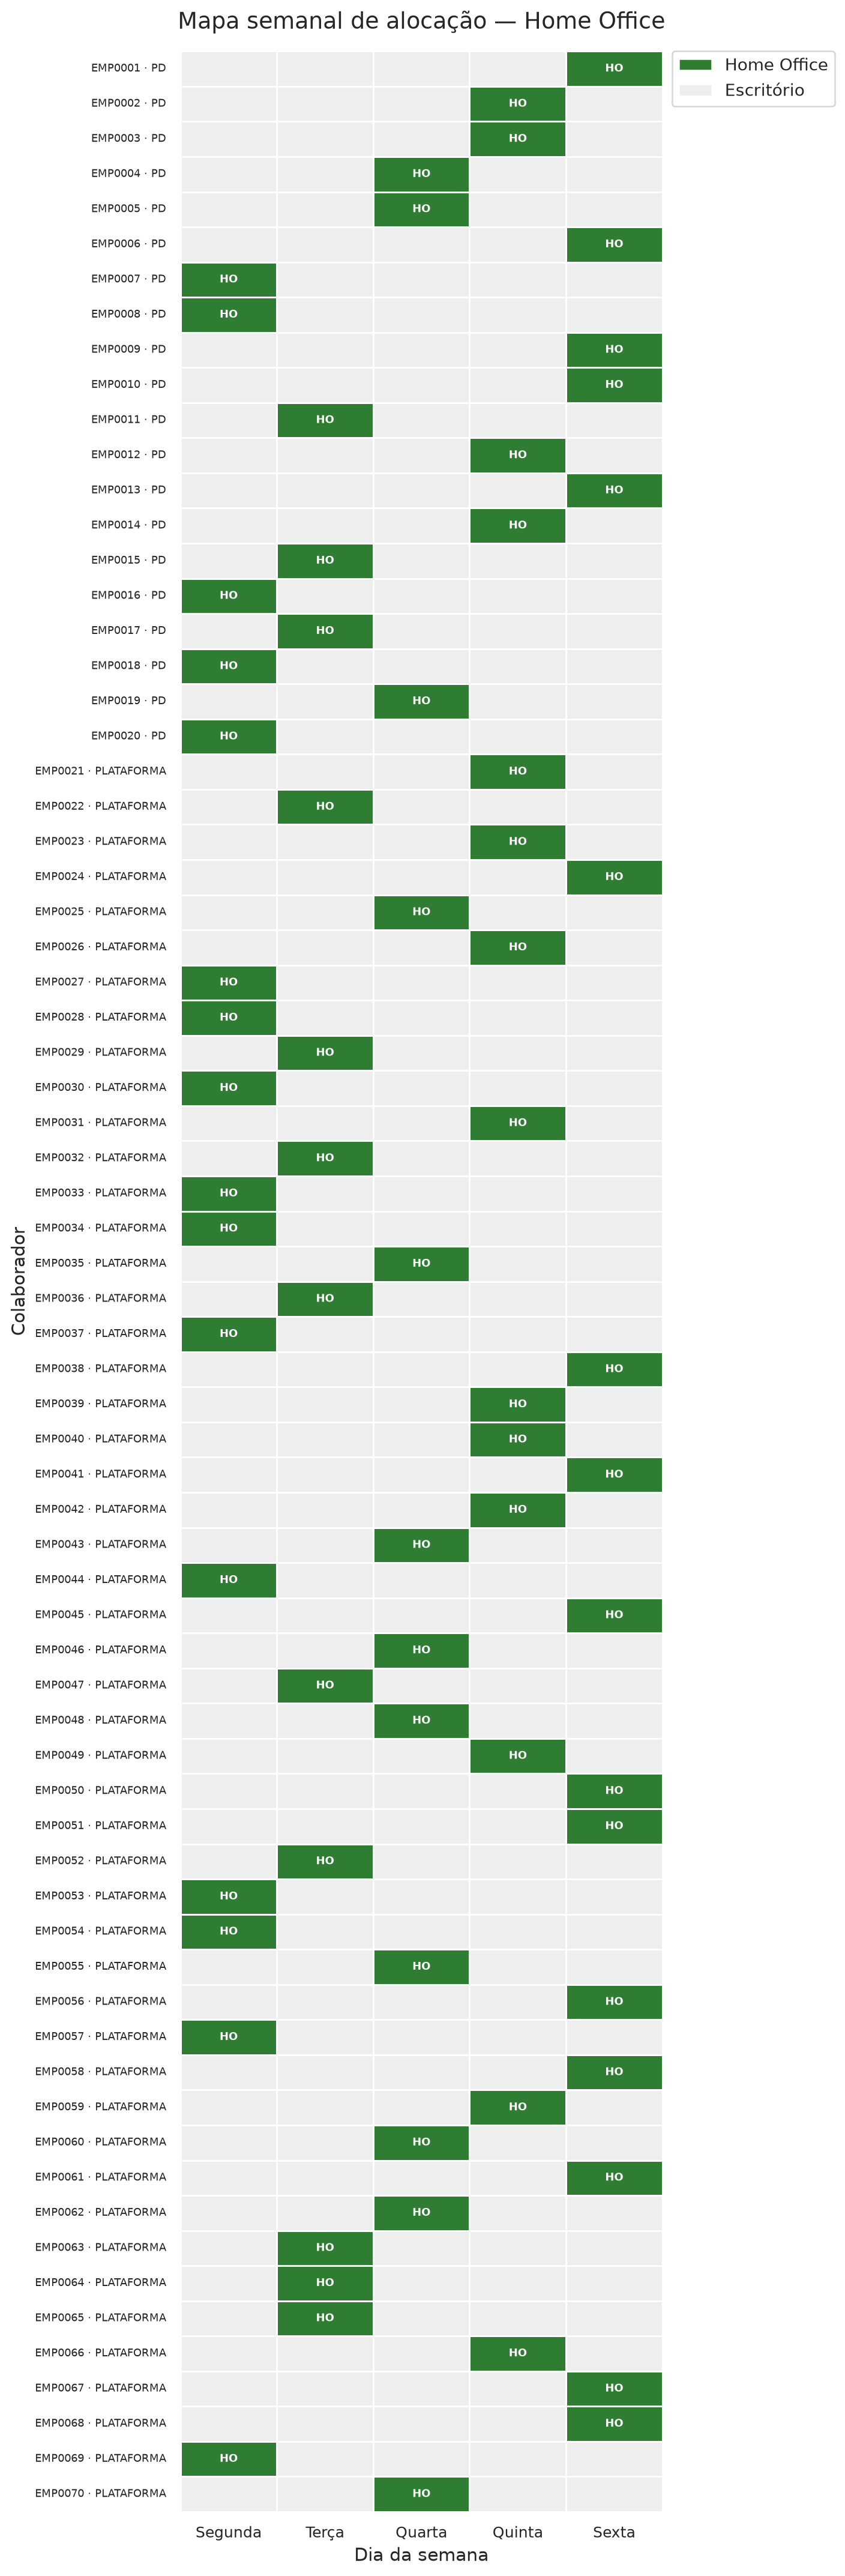 Mapa semanal de alocação — Home Office
Home Office
Escritório
EMP0001 · PD HO
EMP0002 · PD HO
EMP0003 · PD HO
EMP0004 · PD HO
EMP0005 · PD HO
EMP0006 · PD HO
EMP0007 · PD HO
EMP0008 · PD HO
EMP0009 · PD HO
EMP0010 · PD HO
EMP0011 · PD HO
EMP0012 · PD HO
EMP0013 · PD HO
EMP0014 · PD HO
EMP0015 · PD HO
EMP0016 · PD HO
EMP0017 · PD HO
EMP0018 · PD HO
EMP0019 · PD HO
EMP0020 · PD HO
EMP0021 · PLATAFORMA HO
EMP0022 · PLATAFORMA HO
EMP0023 · PLATAFORMA HO
EMP0024 · PLATAFORMA HO
EMP0025 · PLATAFORMA HO
EMP0026 · PLATAFORMA HO
EMP0027 · PLATAFORMA HO
EMP0028 · PLATAFORMA HO
EMP0029 · PLATAFORMA HO
EMP0030 · PLATAFORMA HO
EMP0031 · PLATAFORMA HO
EMP0032 · PLATAFORMA HO
EMP0033 · PLATAFORMA HO
EMP0034 · PLATAFORMA HO
EMP0035 · PLATAFORMA HO
EMP0036 · PLATAFORMA HO
EMP0037 · PLATAFORMA HO
EMP0038 · PLATAFORMA HO
EMP0039 · PLATAFORMA HO
EMP0040 · PLATAFORMA HO
EMP0041 · PLATAFORMA HO
EMP0042 · PLATAFORMA HO
EMP0043 · PLATAFORMA HO
EMP0044 · PLATAFORMA HO
EMP0045 · PLATAFORMA HO
EMP0046 · PLATAFORMA HO
EMP0047 · PLATAFORMA HO
EMP0048 · PLATAFORMA HO
EMP0049 · PLATAFORMA HO
EMP0050 · PLATAFORMA HO
EMP0051 · PLATAFORMA HO
EMP0052 · PLATAFORMA HO
EMP0053 · PLATAFORMA HO
EMP0054 · PLATAFORMA HO
EMP0055 · PLATAFORMA HO
EMP0056 · PLATAFORMA HO
EMP0057 · PLATAFORMA HO
EMP0058 · PLATAFORMA HO
EMP0059 · PLATAFORMA HO
EMP0060 · PLATAFORMA HO
EMP0061 · PLATAFORMA HO
EMP0062 · PLATAFORMA HO
EMP0063 · PLATAFORMA HO
EMP0064 · PLATAFORMA HO
EMP0065 · PLATAFORMA HO
EMP0066 · PLATAFORMA HO
EMP0067 · PLATAFORMA HO
EMP0068 · PLATAFORMA HO
EMP0069 · PLATAFORMA HO
EMP0070 · PLATAFORMA HO
Colaborador
Segunda Terça Quarta Quinta Sexta
Dia da semana